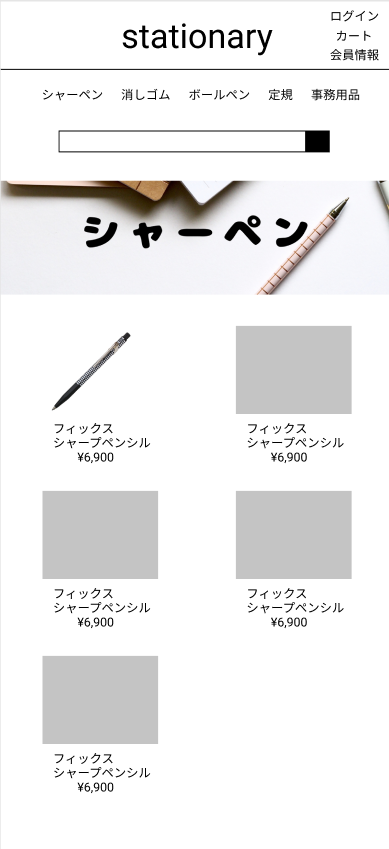 stationary
ログイン
カート
会員情報
シャーペン 消しゴム ボールペン 定規 事務用品
シャーペン
フィックス
シャープペンシル
¥6,900
フィックス
シャープペンシル
¥6,900
フィックス
シャープペンシル
¥6,900
フィックス
シャープペンシル
¥6,900
フィックス
シャープペンシル
¥6,900